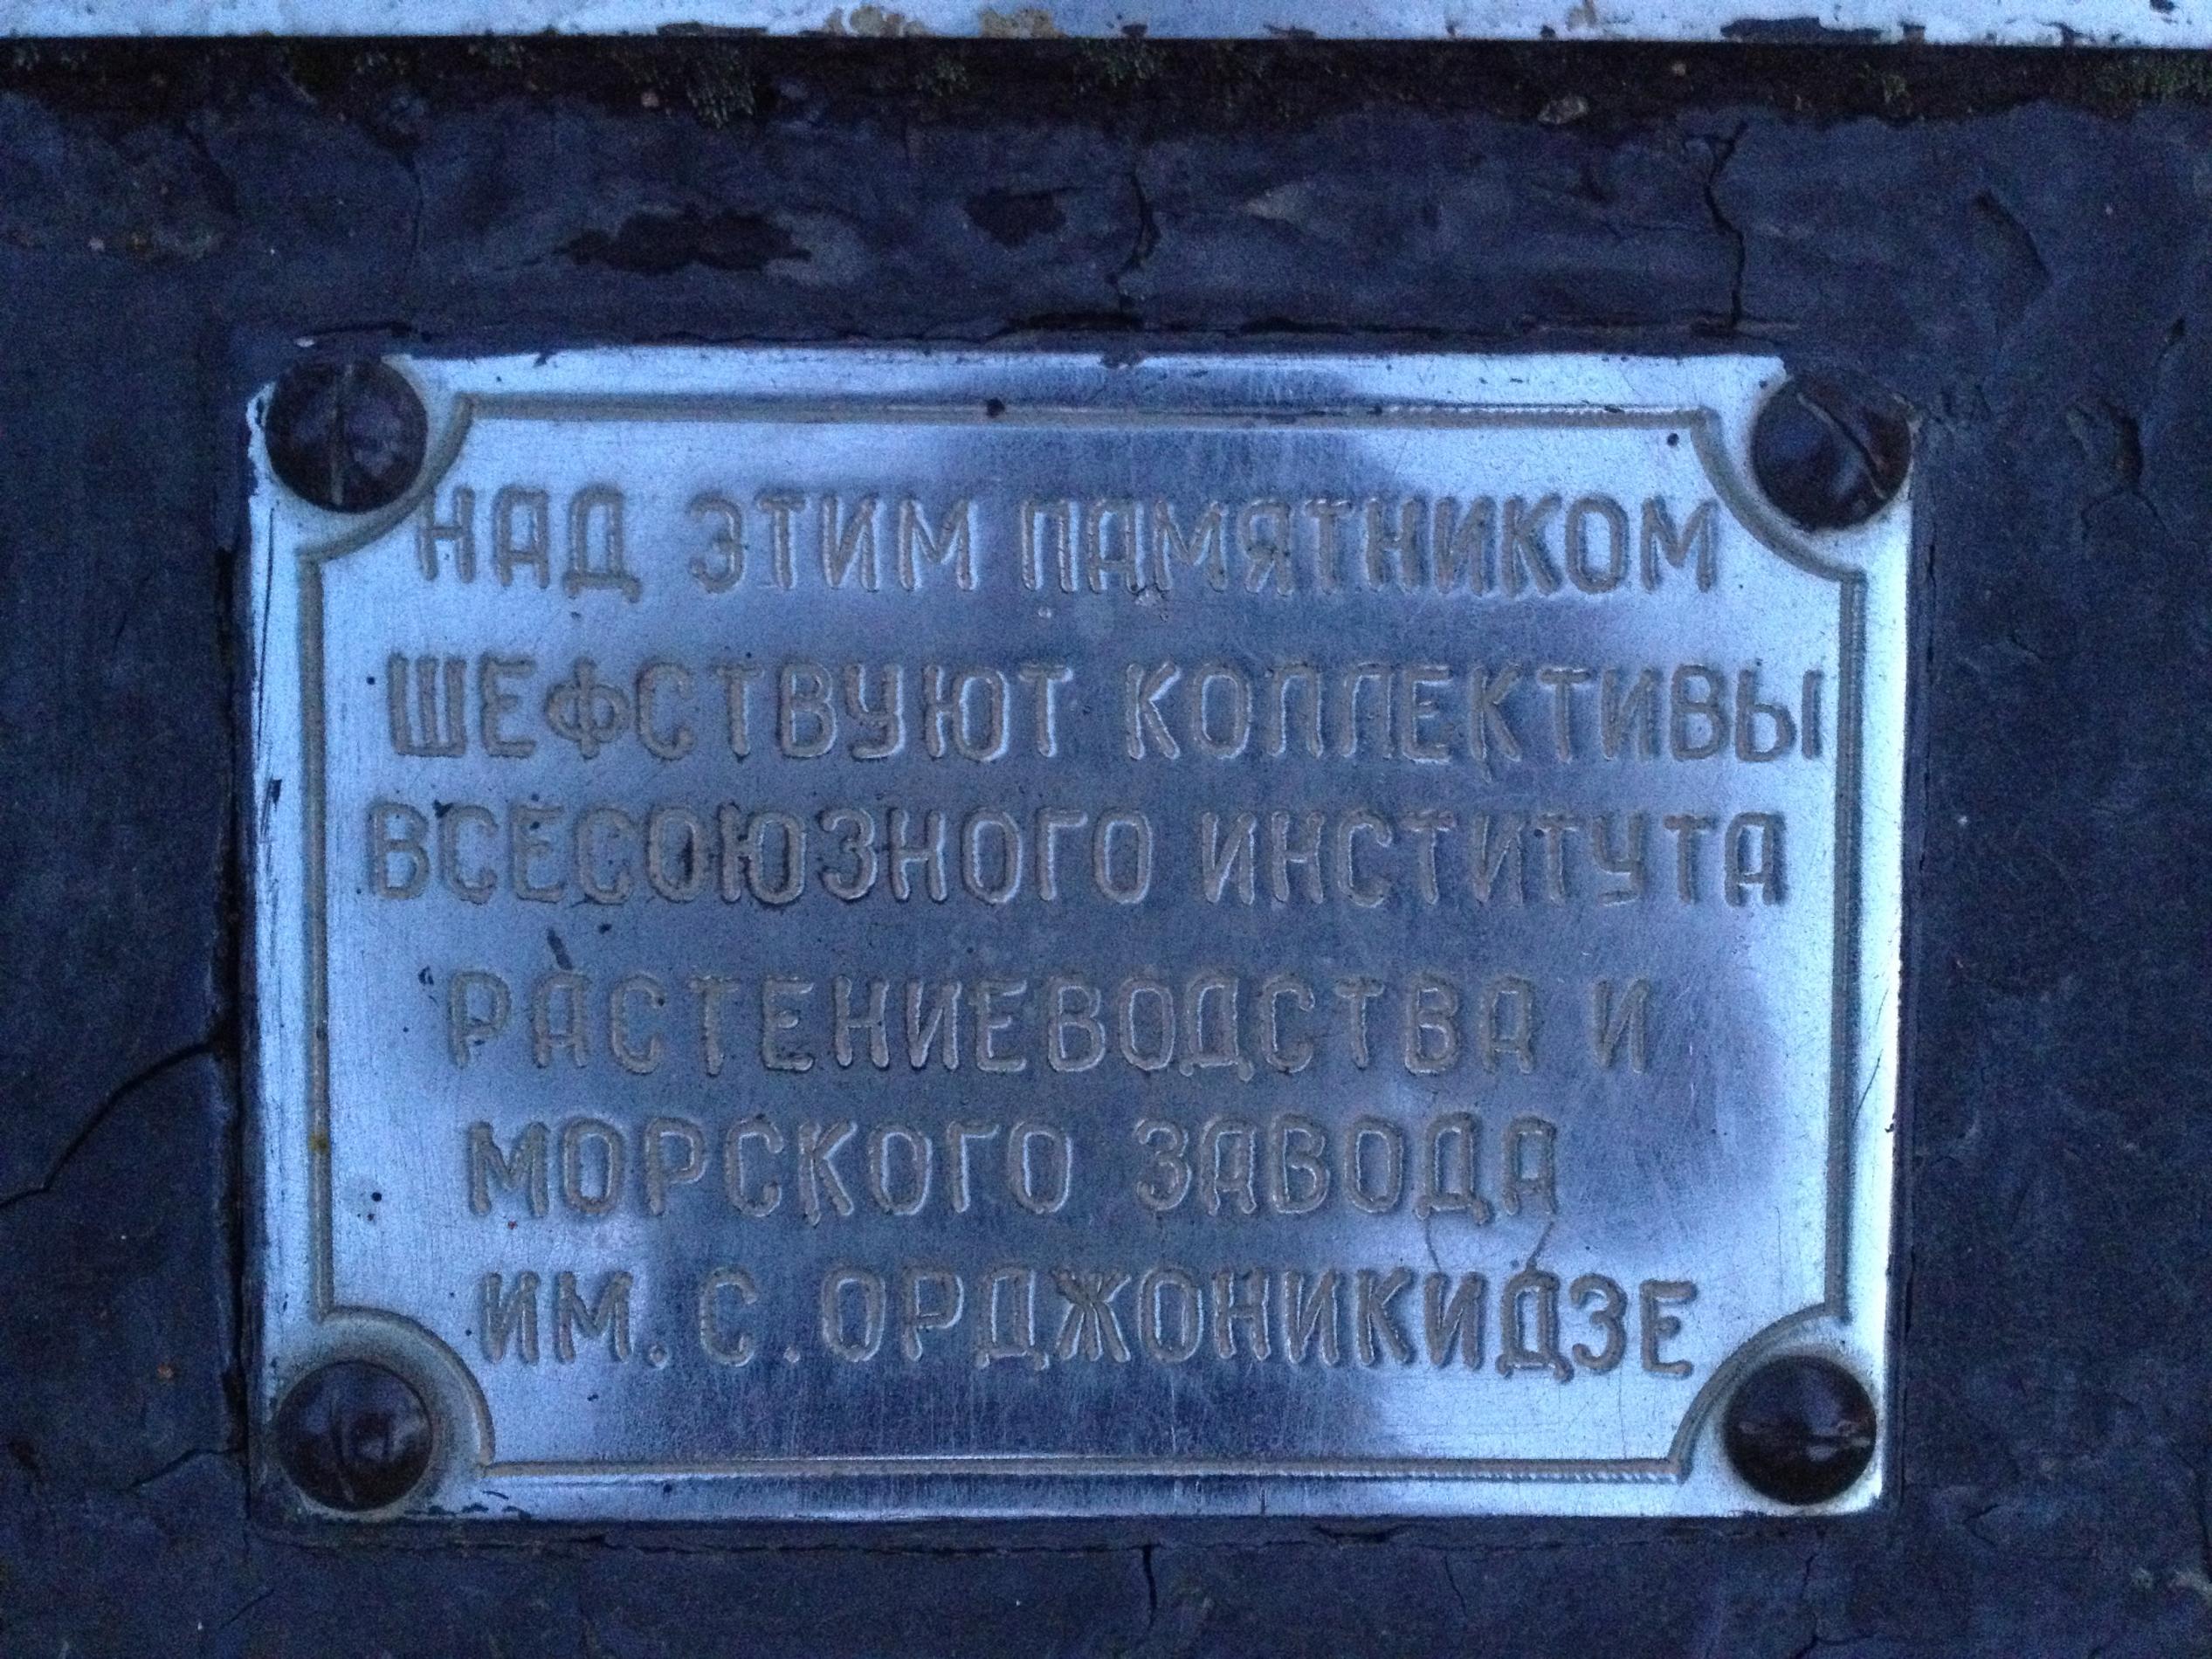 НАД ЭТИМ ПАМЯТНИКОМ
ШЕФСТВУЮТ КОЛЛЕКТИВЫ
ВСЕСОЮЗНОГО ИНСТИТУТА
РАСТЕНИЕВОДСТВА И
МОРСКОГО ЗАВОДА
ИМ. С. ОРДЖОНИКИДЗЕ